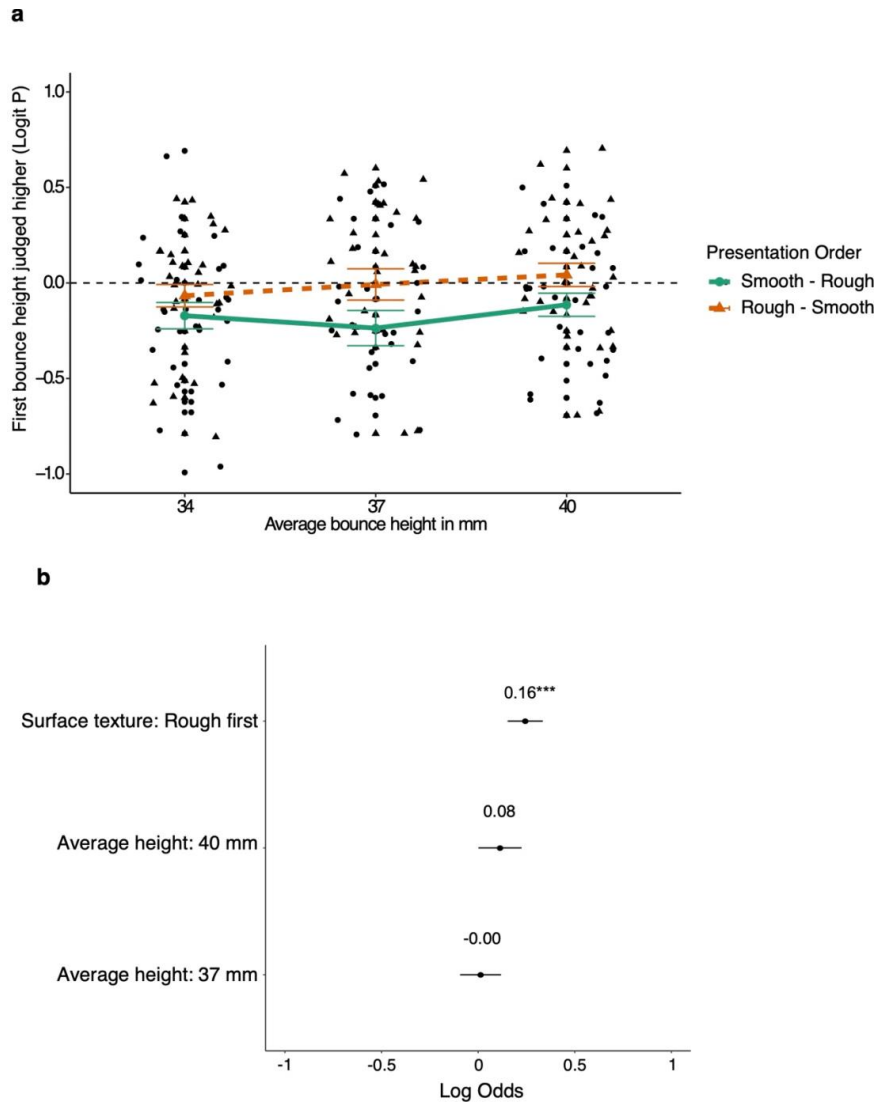 a
First bounce height judged higher (Logit P)
1.0
0.5
0.0
−0.5
−1.0
34
37
40
Average bounce height in mm
Presentation Order
Smooth - Rough
Rough - Smooth
b
Surface texture: Rough first
0.16***
Average height: 40 mm
0.08
Average height: 37 mm
-0.00
-1
-0.5
0
0.5
1
Log Odds